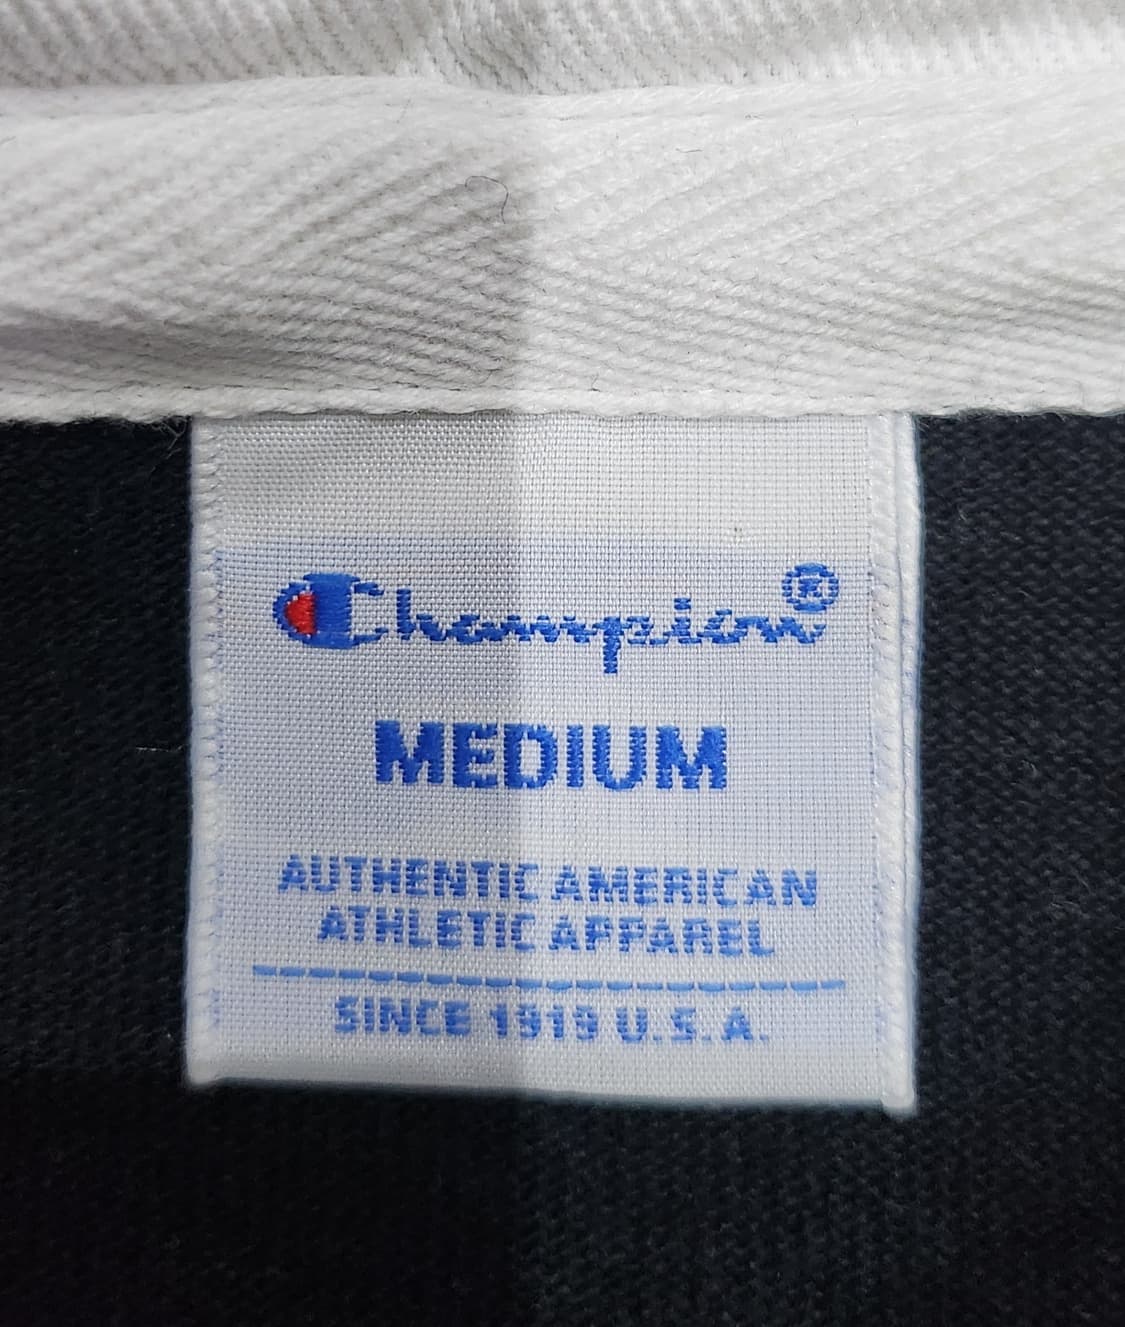 Champion®
MEDIUM
AUTHENTIC AMERICAN
ATHLETIC APPAREL
SINCE 1919 U.S.A.